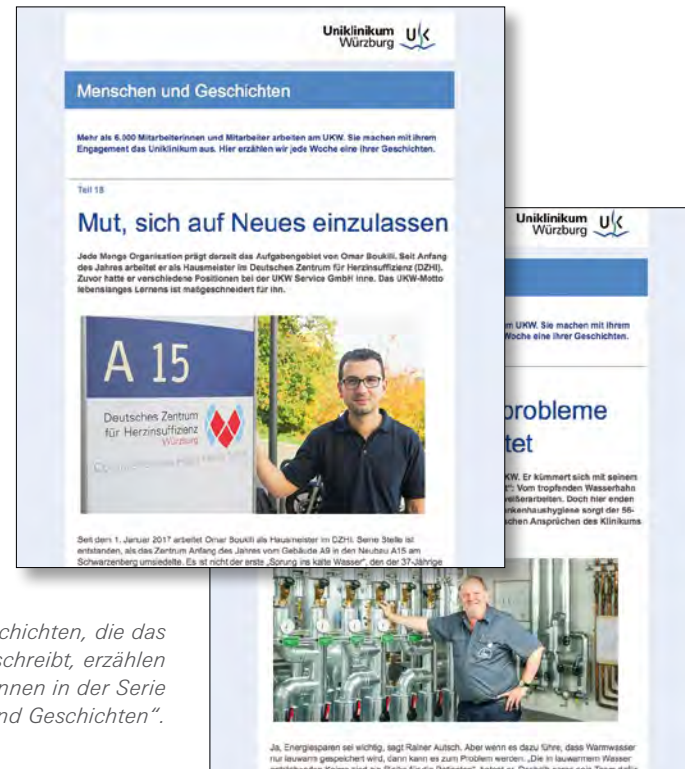 Uniklinikum
Würzburg
Menschen und Geschichten
Mehr als 6.000 Mitarbeiterinnen und Mitarbeiter arbeiten am UKW. Sie machen mit ihrem
Engagement das Uniklinikum aus. Hier erzählen wir jede Woche eine ihrer Geschichten.
Teil 18
Mut, sich auf Neues einzulassen
Jede Menge Organisation prägt derzeit das Aufgabengebiet von Omar Boukili. Seit Anfang
des Jahres arbeitet er als Hausmeister im Deutschen Zentrum für Herzinsuffizienz (DZHI).
Zuvor hatte er verschiedene Positionen bei der UKW Service GmbH inne. Das UKW-Motto
lebenslanges Lernens ist maßgeschneidert für ihn.
A 15
Deutsches Zentrum
für Herzinsuffizienz
Würzburg
Seit dem 1. Januar 2017 arbeitet Omar Boukili als Hausmeister im DZHI. Seine Stelle ist
entstanden, als das Zentrum Anfang des Jahres vom Gebäude A9 in den Neubau A15 am
Schwarzenberg umsiedelte. Es ist nicht der erste „Sprung ins kalte Wasser“, den der 37-Jährige
Uniklinikum
Würzburg
m UKW. Sie machen mit ihrem
Woche eine ihrer Geschichten.
probleme
tet
KW. Er kümmert sich mit seinem
t“: Vom tropfenden Wasserhahn
weißerarbeiten. Doch hier enden
nkenhaushygiene sorgt der 56-
schen Ansprüchen des Klinikums
Ja, Energiesparen sei wichtig, sagt Rainer Autsch. Aber wenn es dazu führe, dass Warmwasser
nur lauwarm gespeichert wird, dann kann es zum Problem werden. „Die in lauwarmem Wasser
chichten, die das
schreibt, erzählen
nnen in der Serie
nd Geschichten“.